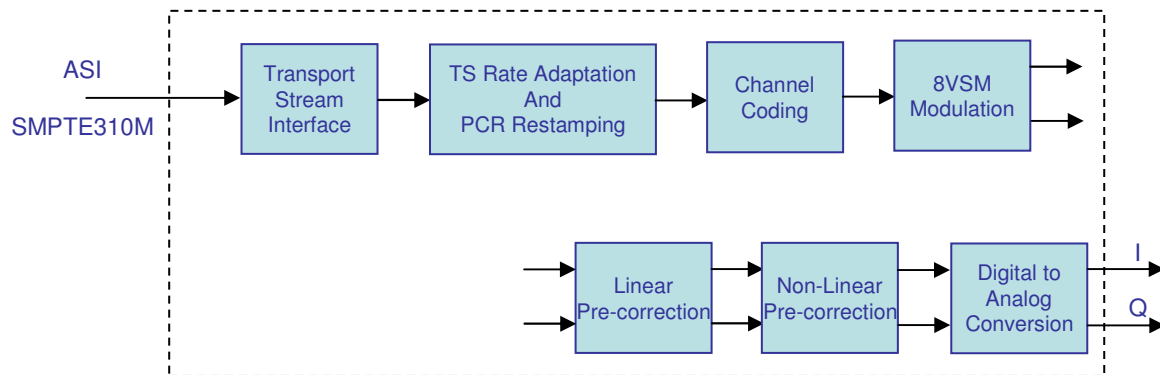 ASI
SMPTE310M
Transport
Stream
Interface
TS Rate Adaptation
And
PCR Restamping
Channel
Coding
8VSM
Modulation
Linear
Pre-correction
Non-Linear
Pre-correction
Digital to
Analog
Conversion
I
Q